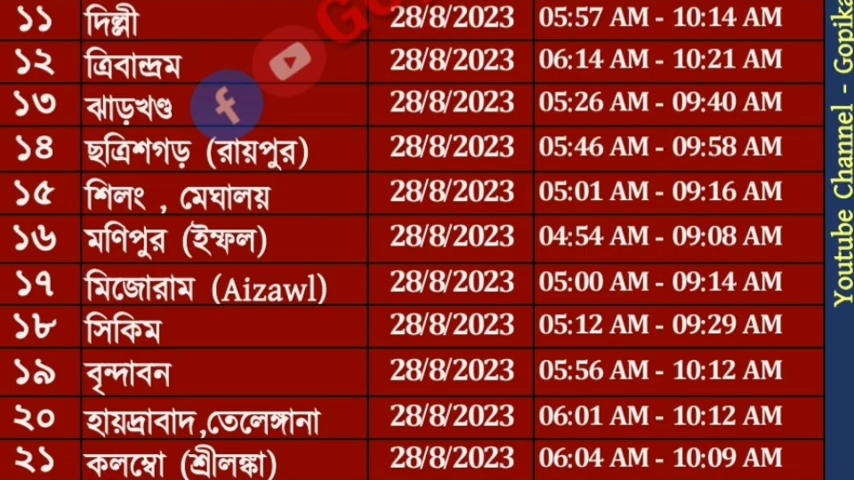 ১১ দিল্লী 28/8/2023 05:57 AM - 10:14 AM
১২ ত্রিবান্দ্রম 28/8/2023 06:14 AM - 10:21 AM
১৩ ঝাড়খণ্ড 28/8/2023 05:26 AM - 09:40 AM
১৪ ছত্রিশগড় (রায়পুর) 28/8/2023 05:46 AM - 09:58 AM
১৫ শিলং , মেঘালয় 28/8/2023 05:01 AM - 09:16 AM
১৬ মণিপুর (ইম্ফল) 28/8/2023 04:54 AM - 09:08 AM
১৭ মিজোরাম (Aizawl) 28/8/2023 05:00 AM - 09:14 AM
১৮ সিকিম 28/8/2023 05:12 AM - 09:29 AM
১৯ বৃন্দাবন 28/8/2023 05:56 AM - 10:12 AM
২০ হায়দ্রাবাদ,তেলেঙ্গানা 28/8/2023 06:01 AM - 10:12 AM
২১ কলম্বো (শ্রীলঙ্কা) 28/8/2023 06:04 AM - 10:09 AM
Youtube Channel - Gopika